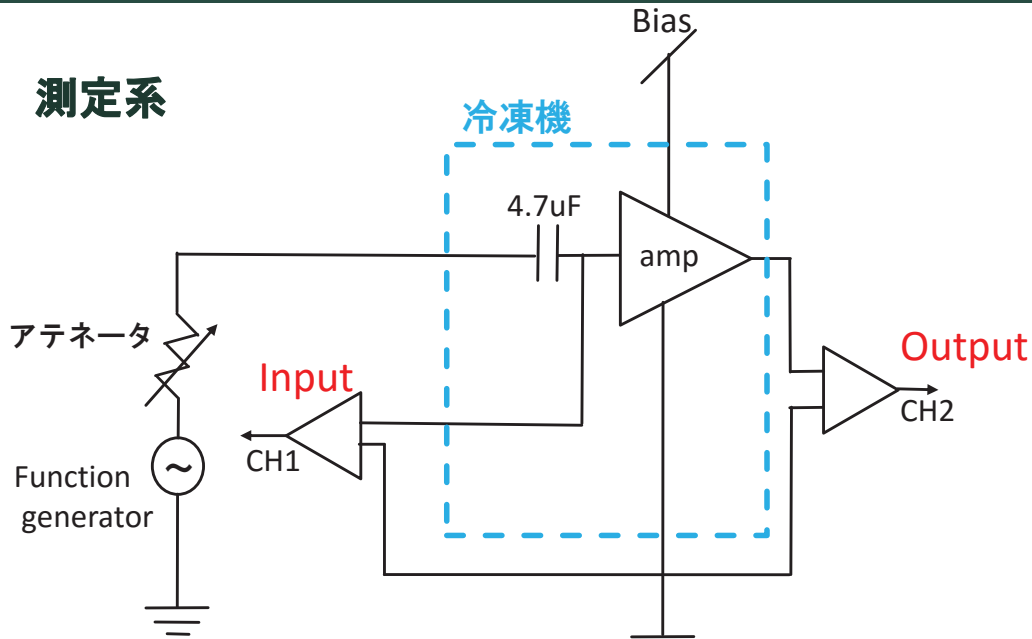 測定系
Bias
冷凍機
4.7uF
amp
アテネータ
Input
Output
CH1
CH2
Function
generator
~